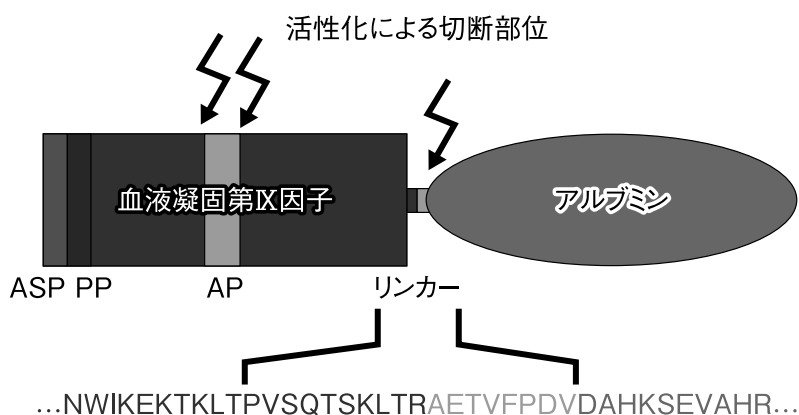 活性化による切断部位
血液凝固第Ⅸ因子
アルブミン
ASP PP AP リンカー
…NWIKEKTKLTPVSQTSKLTRAETVFPDVDAHKSEVAHR…